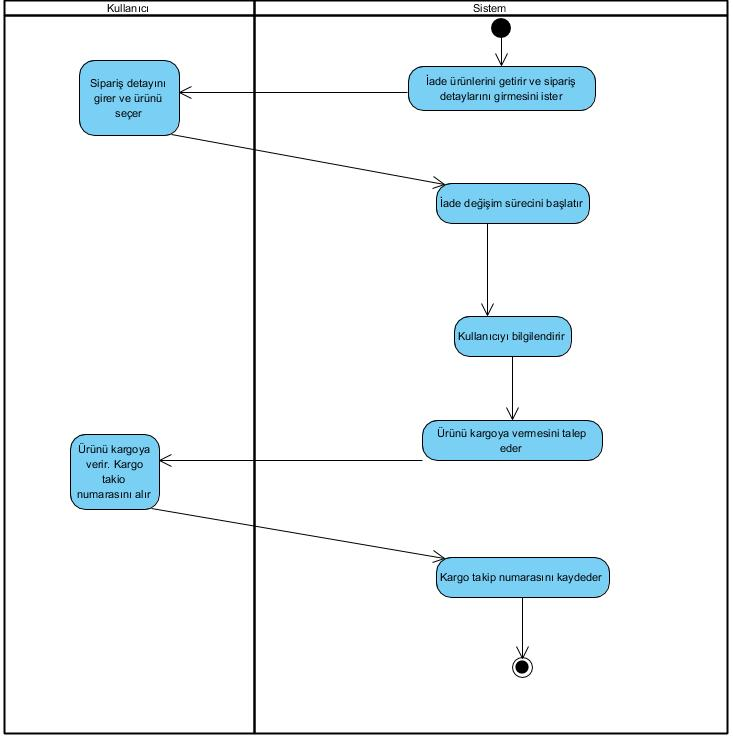 Kullanıcı
Sistem
İade ürünlerini getirir ve sipariş
detaylarını girmesini ister
Sipariş detayını
girer ve ürünü
seçer
İade değişim sürecini başlatır
Kullanıcıyı bilgilendirir
Ürünü kargoya vermesini talep
eder
Ürünü kargoya
verir. Kargo
takio
numarasını alır
Kargo takip numarasını kaydeder